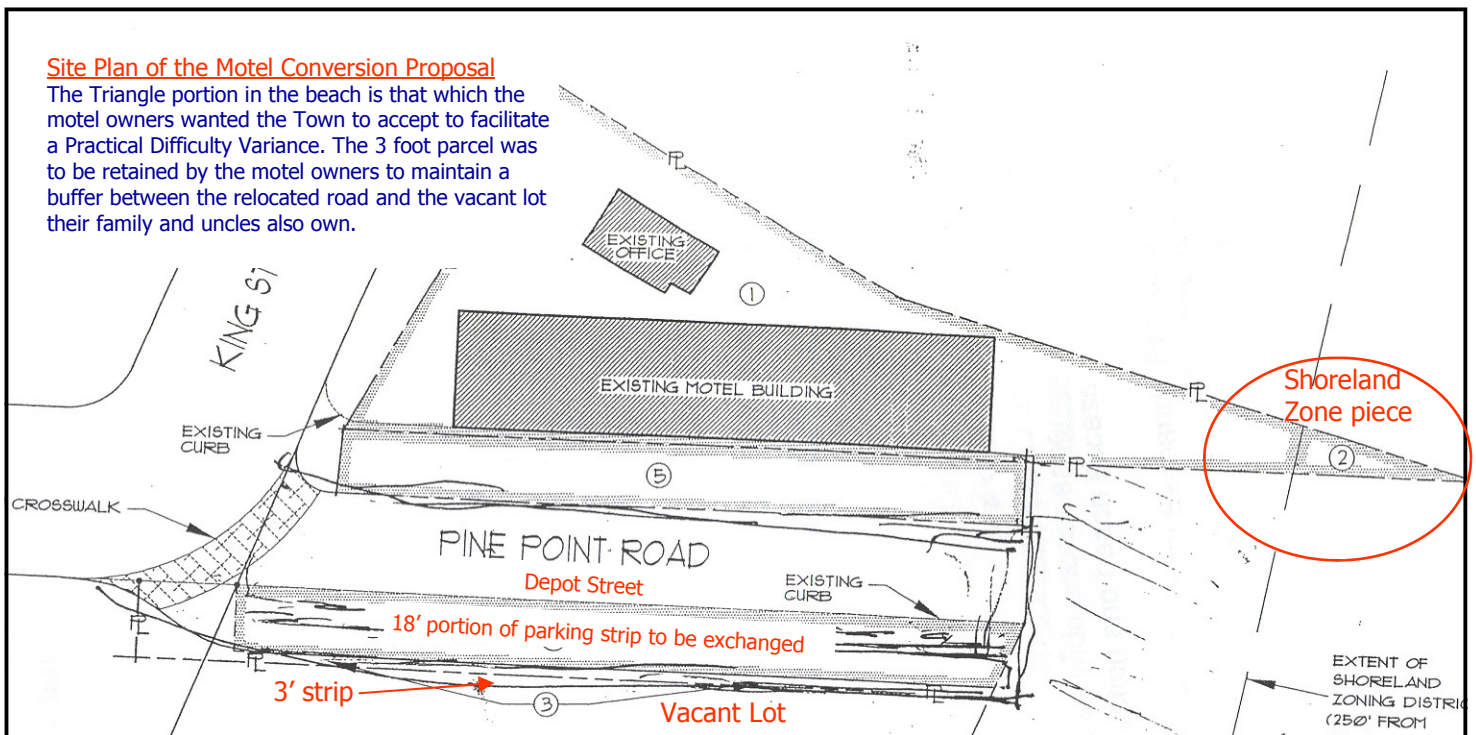 Site Plan of the Motel Conversion Proposal
The Triangle portion in the beach is that which the
motel owners wanted the Town to accept to facilitate
a Practical Difficulty Variance. The 3 foot parcel was
to be retained by the motel owners to maintain a
buffer between the relocated road and the vacant lot
their family and uncles also own.
PL
EXISTING
OFFICE
1
KING ST
EXISTING MOTEL BUILDING
PL
Shoreland
Zone piece
EXISTING
CURB
5
PL
2
CROSSWALK
PINE POINT ROAD
Depot Street
EXISTING
CURB
18' portion of parking strip to be exchanged
PL
PL
3' strip
PL
3
Vacant Lot
EXTENT OF
SHORELAND
ZONING DISTRIC
(250' FROM